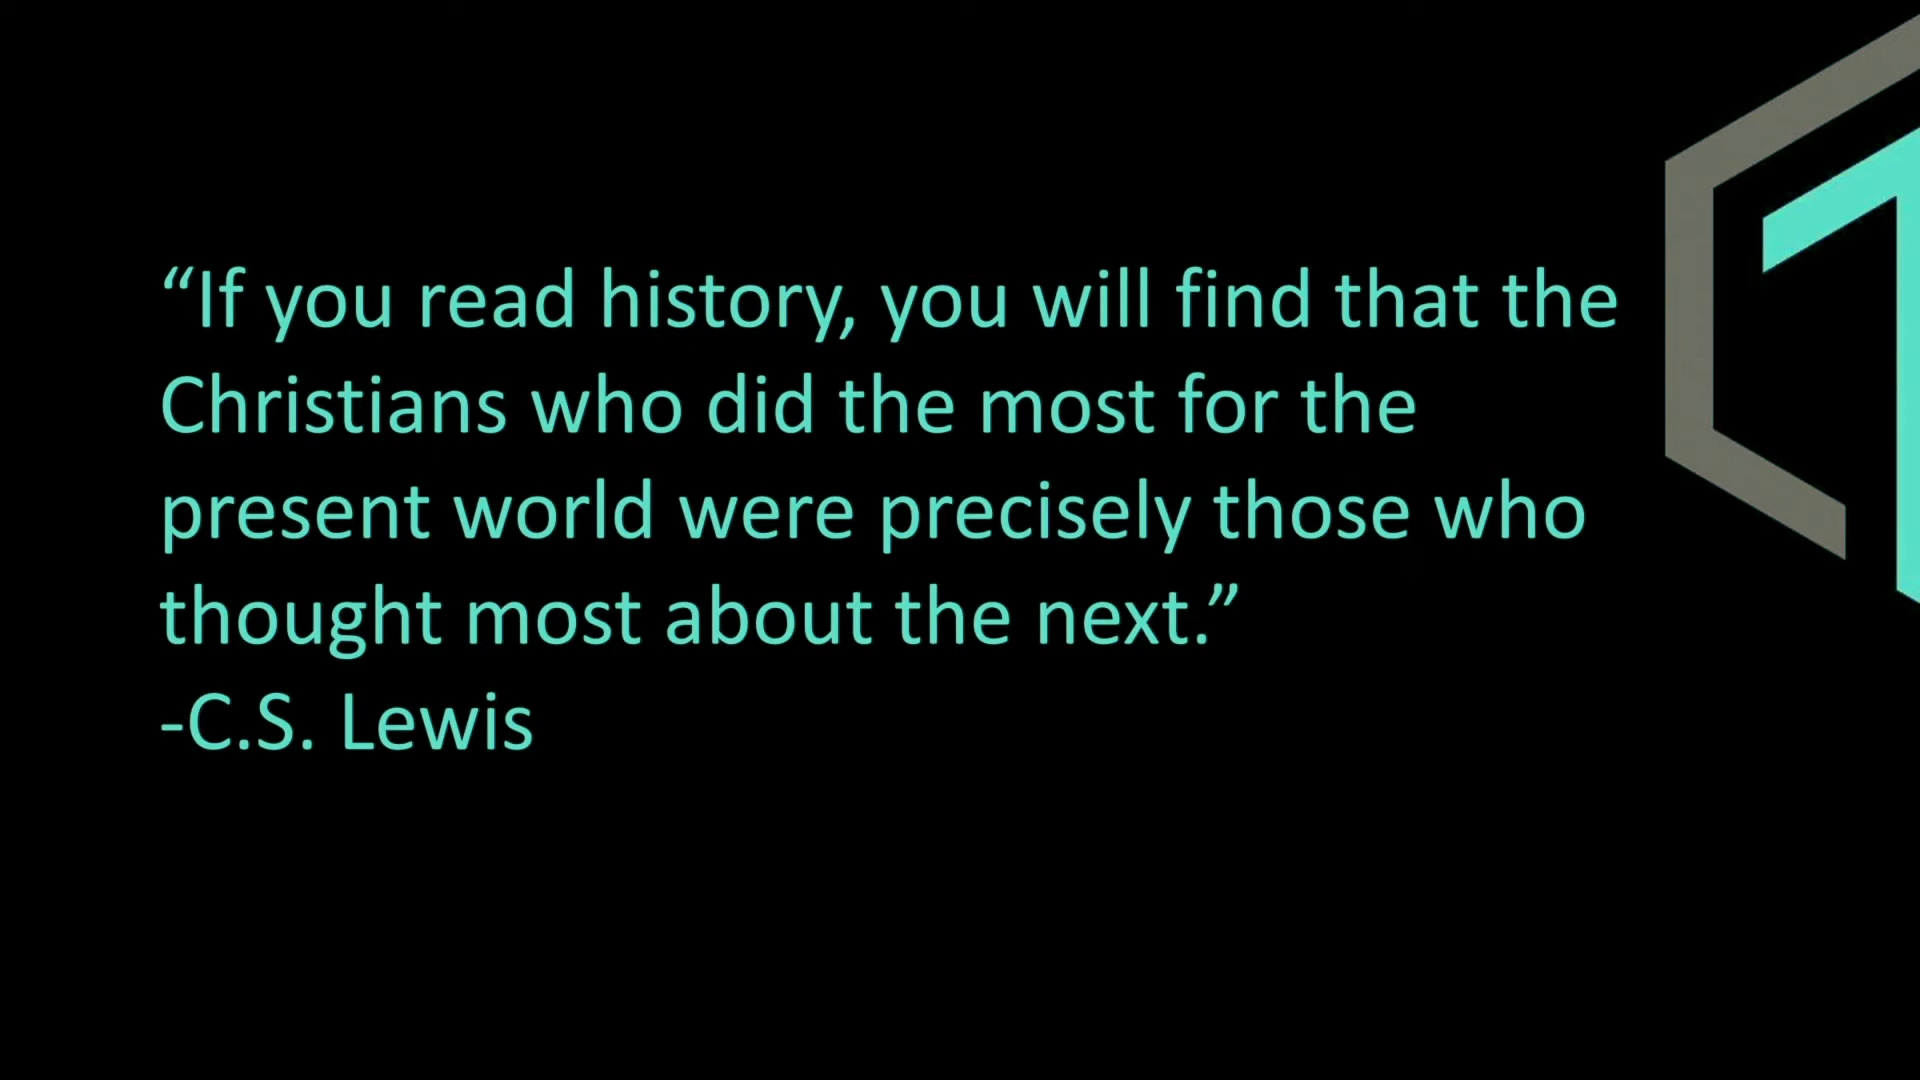 “If you read history, you will find that the
Christians who did the most for the
present world were precisely those who
thought most about the next.”
-C.S. Lewis